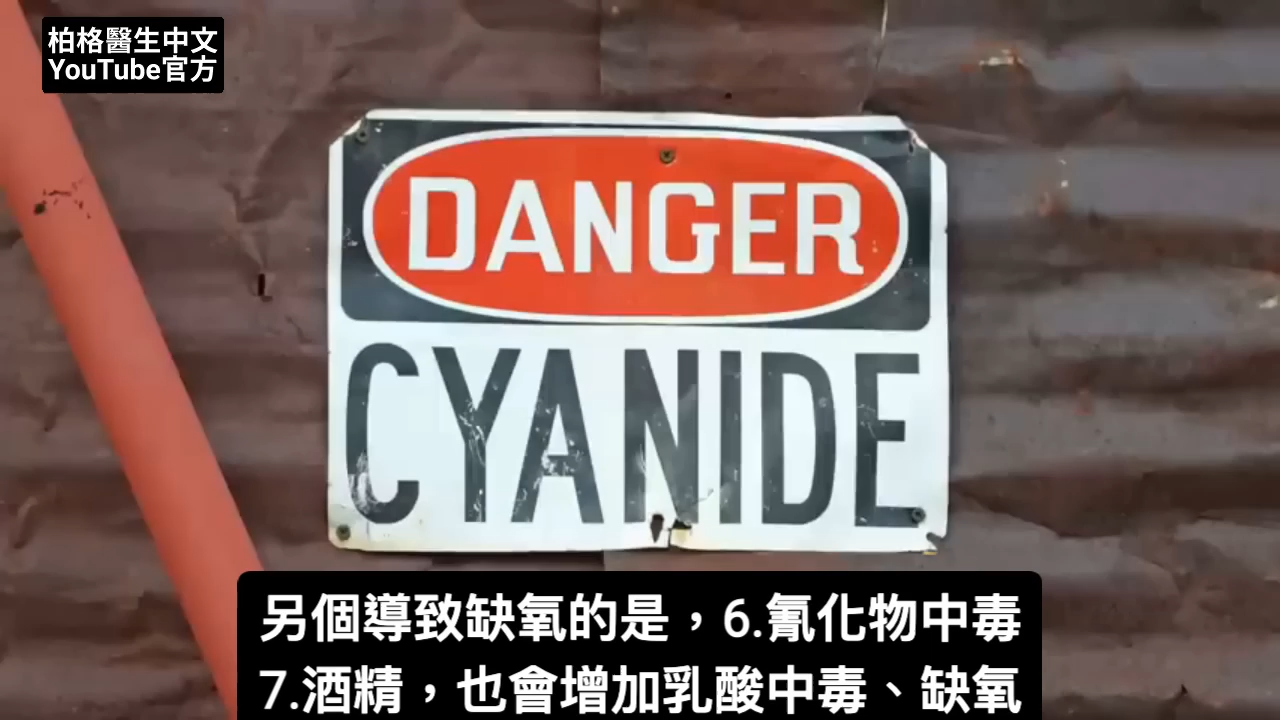 柏格醫生中文
YouTube官方
DANGER
CYANIDE
另個導致缺氧的是，6.氰化物中毒
7.酒精，也會增加乳酸中毒、缺氧